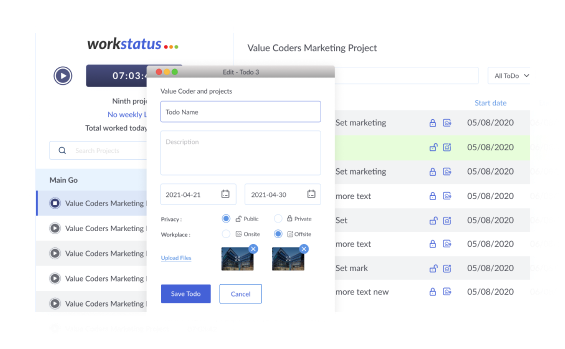 workstatus
Value Coders Marketing Project
07:03:
Edit - Todo 3
All ToDo
Value Coder and projects
Ninth proj
Start date
No weekly
Todo Name
Total worked today
Set marketing
05/08/2020
Search Projects
Description
05/08/2020
Set marketing
05/08/2020
Main Go
2021-04-21
2021-04-30
more text
05/08/2020
Value Coders Marketing
Privacy :
Public
Private
Set
05/08/2020
Value Coders Marketing
Workplace :
Onsite
Offsite
more text
05/08/2020
Value Coders Marketing
Upload Files
Set mark
05/08/2020
Value Coders Marketing
Save Todo
Cancel
more text new
05/08/2020
Value Coders Marketing